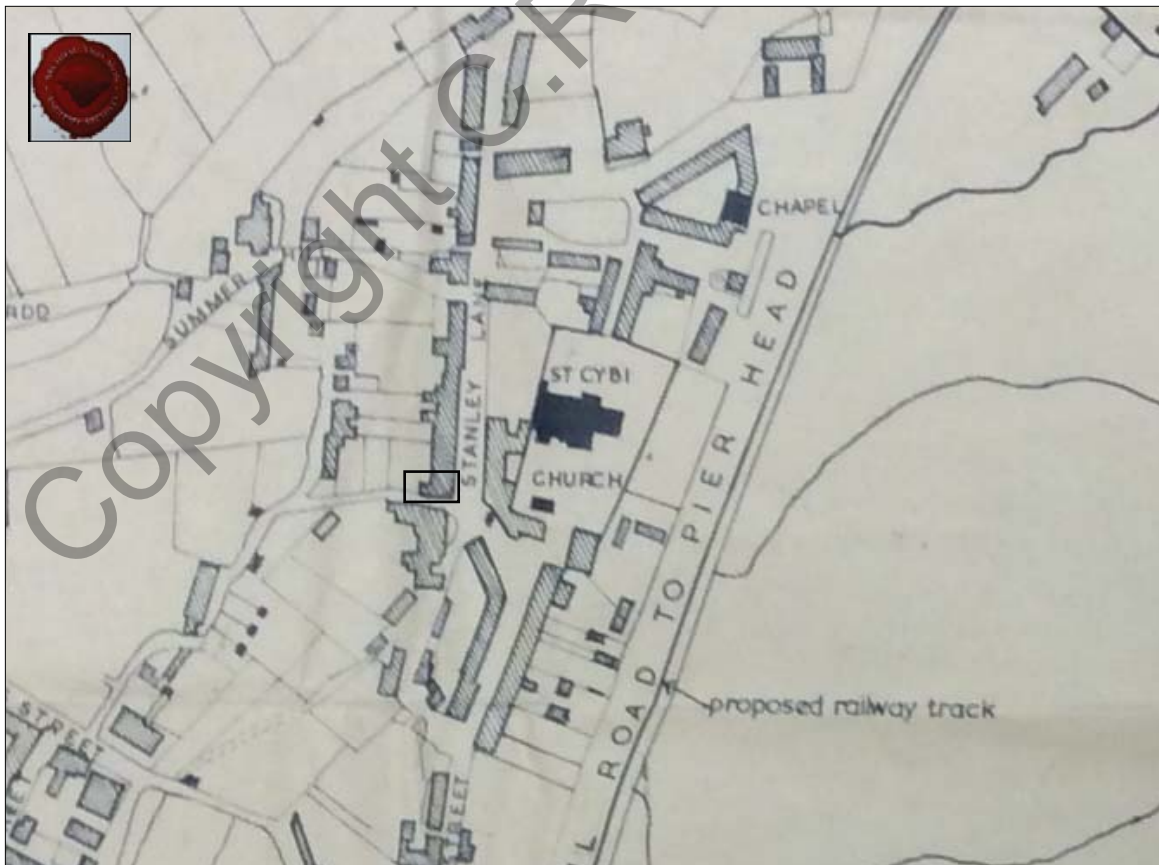 Copyright C.R
CHAPEL
SUMMER
STANLEY LANE
ST CYBI
CHURCH
ROAD TO PIER HEAD
proposed railway track
STREET